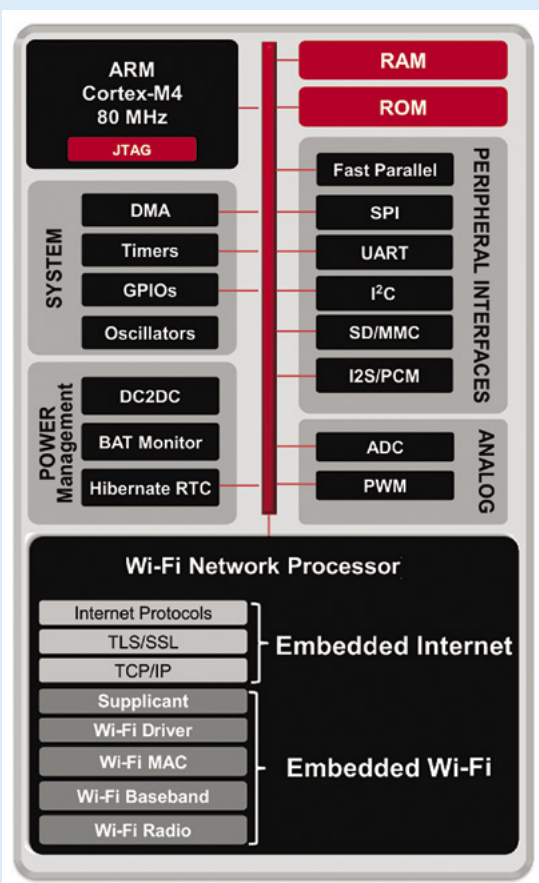 ARM
Cortex-M4
80 MHz
JTAG
RAM
ROM
SYSTEM
DMA
Timers
GPIOs
Oscillators
POWER
Management
DC2DC
BAT Monitor
Hibernate RTC
PERIPHERAL INTERFACES
Fast Parallel
SPI
UART
I²C
SD/MMC
I2S/PCM
ANALOG
ADC
PWM
Wi-Fi Network Processor
Internet Protocols
TLS/SSL
TCP/IP
Embedded Internet
Supplicant
Wi-Fi Driver
Wi-Fi MAC
Wi-Fi Baseband
Wi-Fi Radio
Embedded Wi-Fi